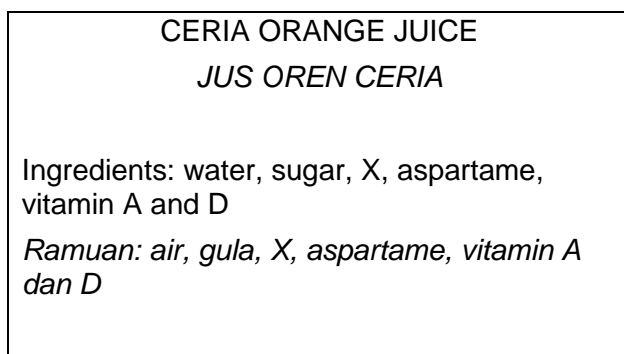 CERIA ORANGE JUICE
JUS OREN CERIA
Ingredients: water, sugar, X, aspartame,
vitamin A and D
Ramuan: air, gula, X, aspartame, vitamin A
dan D